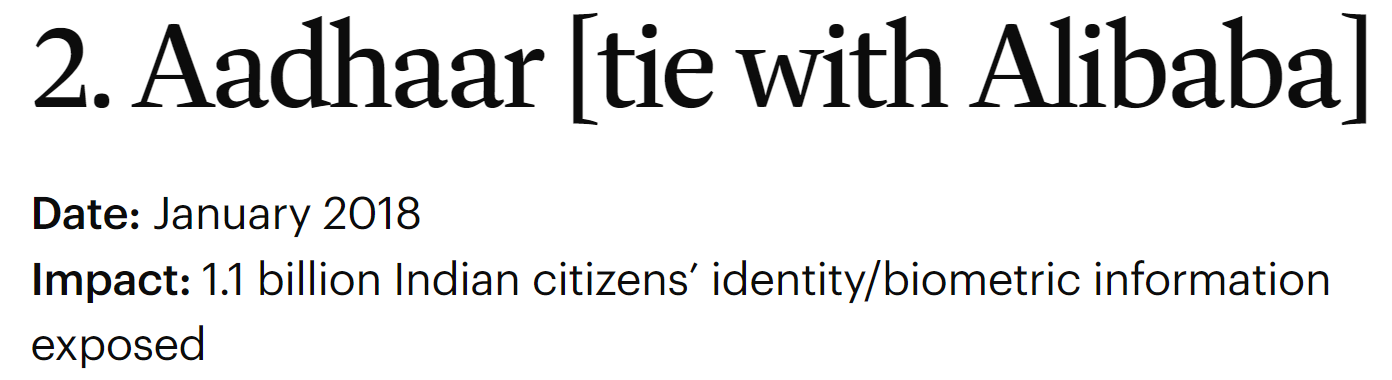 2. Aadhaar [tie with Alibaba]
Date: January 2018
Impact: 1.1 billion Indian citizens’ identity/biometric information
exposed